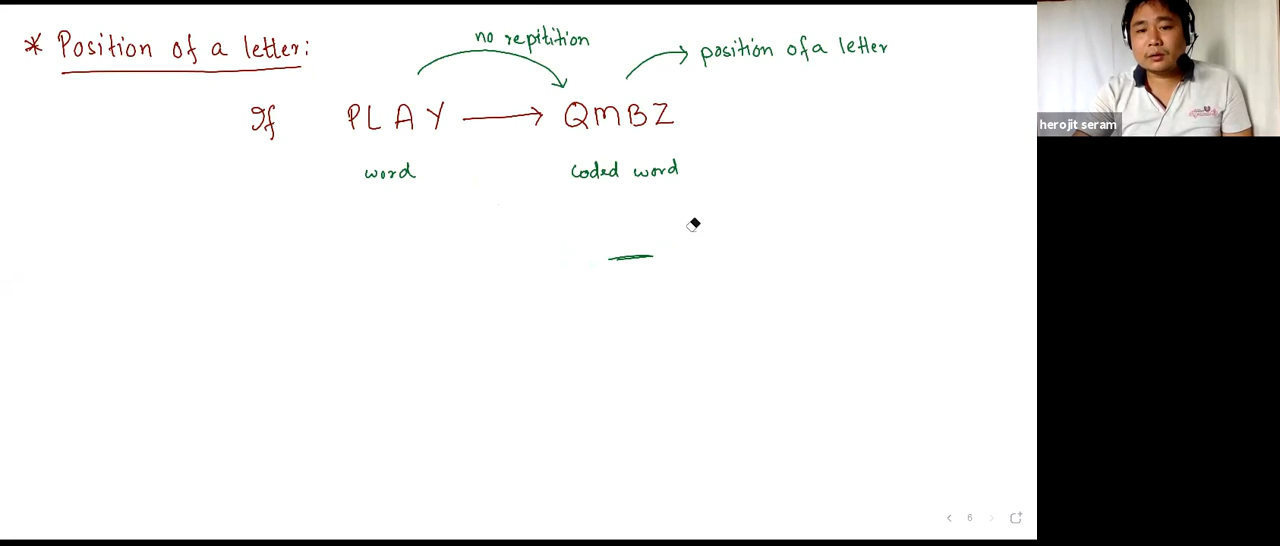 * Position of a letter:
no repitition
position of a letter
If PLAY → QMBZ
word
coded word
herojit seram
6